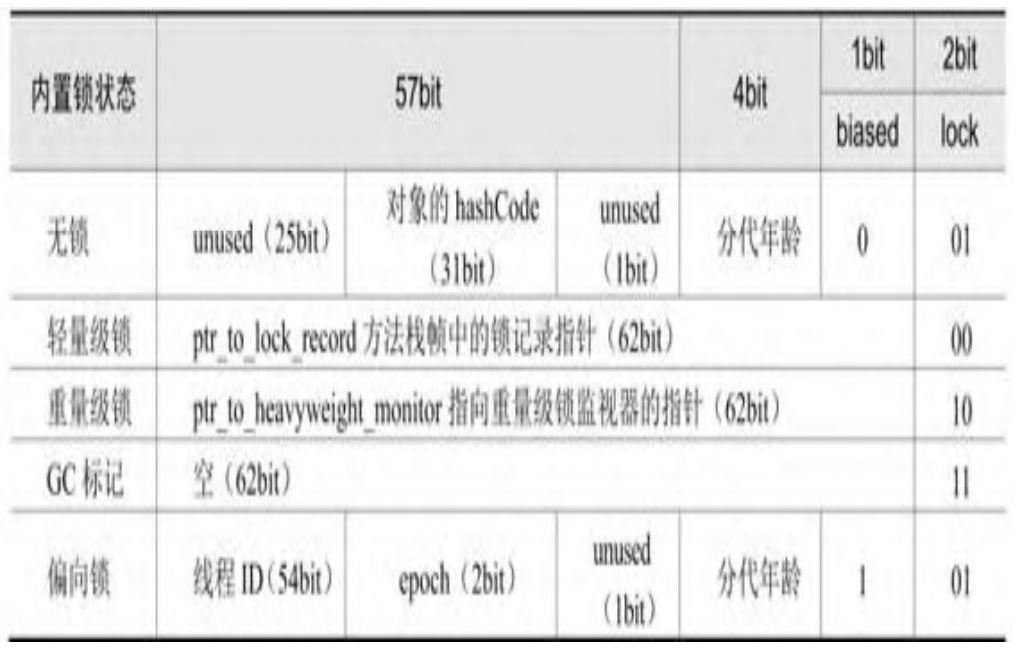 内置锁状态 57bit 4bit 1bit 2bit
biased lock
无锁 unused（25bit） 对象的 hashCode（31bit） unused（1bit） 分代年龄 0 01
轻量级锁 ptr_to_lock_record 方法栈帧中的锁记录指针（62bit） 00
重量级锁 ptr_to_heavyweight_monitor 指向重量级锁监视器的指针（62bit） 10
GC 标记 空（62bit） 11
偏向锁 线程 ID（54bit） epoch（2bit） unused（1bit） 分代年龄 1 01